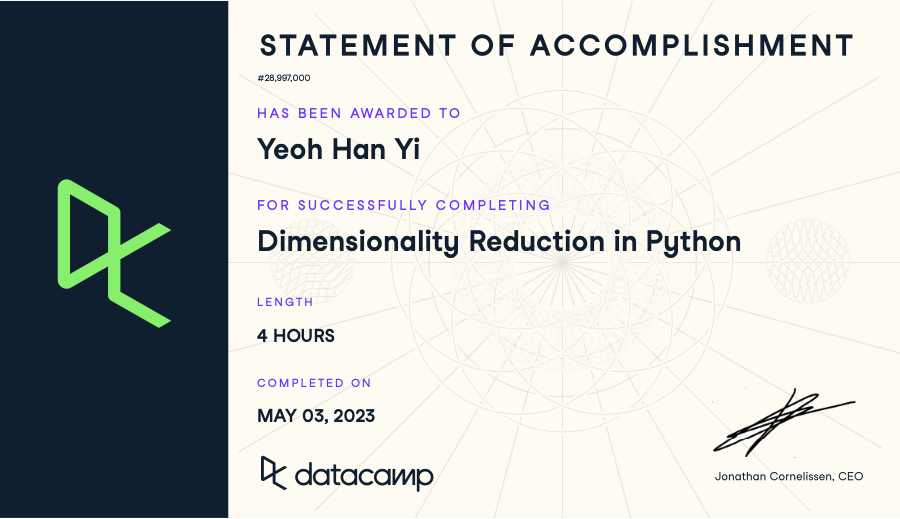 STATEMENT OF ACCOMPLISHMENT
#28,997,000
HAS BEEN AWARDED TO
Yeoh Han Yi
FOR SUCCESSFULLY COMPLETING
Dimensionality Reduction in Python
LENGTH
4 HOURS
COMPLETED ON
MAY 03, 2023
datacamp
Jonathan Cornelissen, CEO